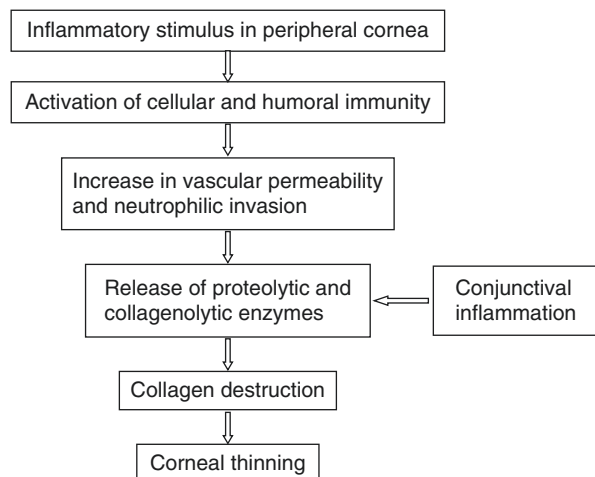 Inflammatory stimulus in peripheral cornea
Activation of cellular and humoral immunity
Increase in vascular permeability
and neutrophilic invasion
Release of proteolytic and
collagenolytic enzymes
Conjunctival
inflammation
Collagen destruction
Corneal thinning